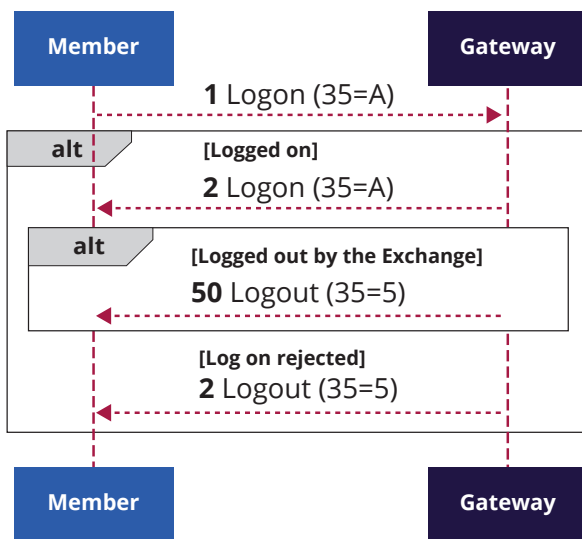 Member
Gateway
1 Logon (35=A)
alt
[Logged on]
2 Logon (35=A)
alt
[Logged out by the Exchange]
50 Logout (35=5)
[Log on rejected]
2 Logout (35=5)
Member
Gateway